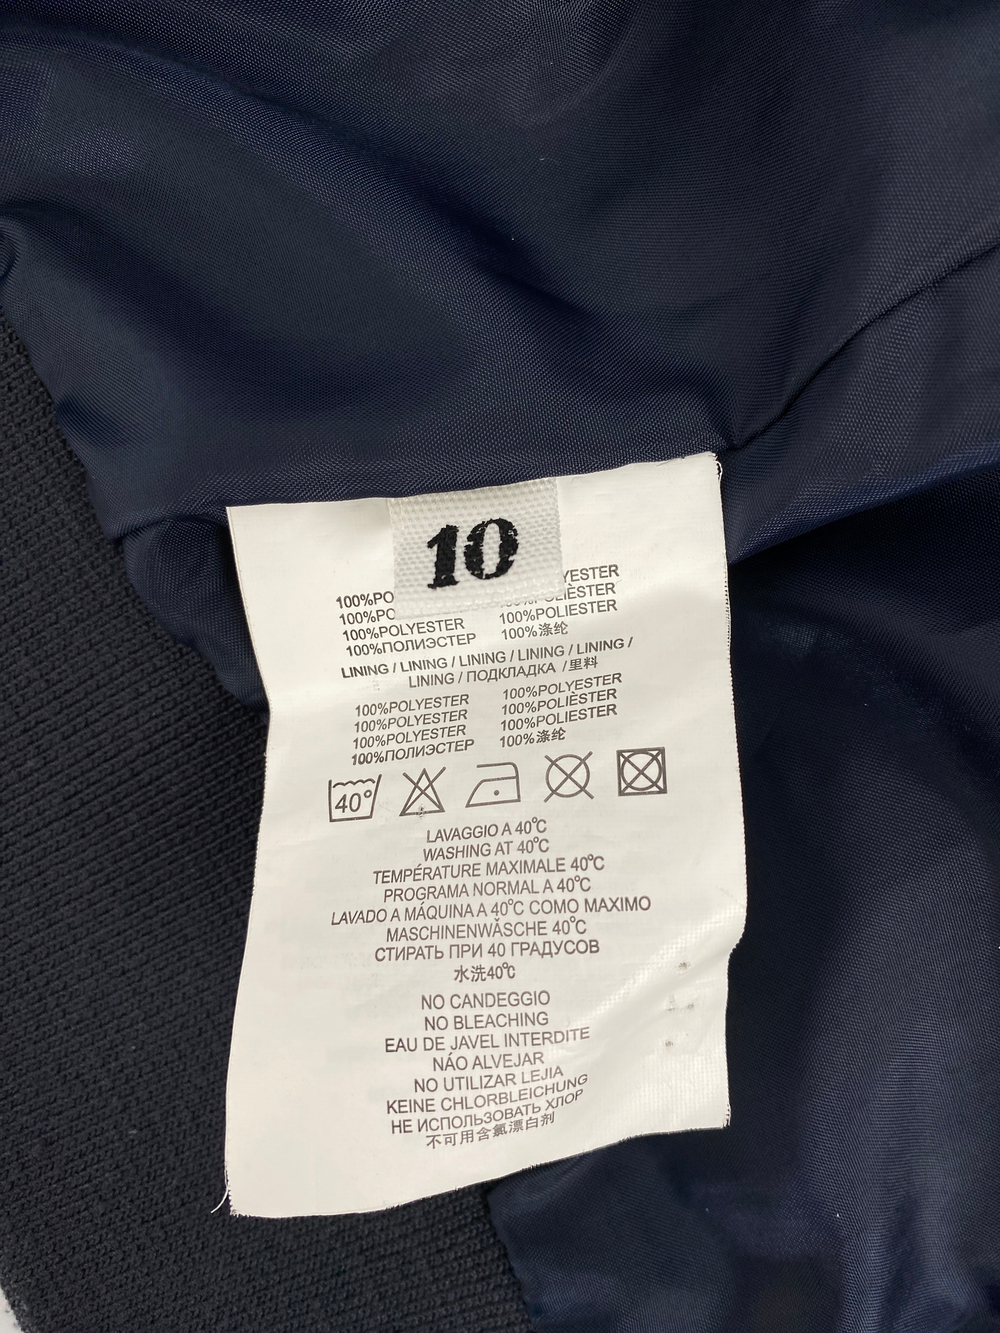 10
100%POLYESTER
100%POLIÈSTER
100%POLYESTER 100%POLIESTER
100%ПОЛИЭСТЕР 100%涤纶
LINING / LINING / LINING / LINING / LINING /
LINING / ПОДКЛАДКА / 里料
100%POLYESTER 100%POLYESTER
100%POLYESTER 100%POLIÈSTER
100%POLYESTER 100%POLIESTER
100%ПОЛИЭСТЕР 100%涤纶
40°
LAVAGGIO A 40°C
WASHING AT 40°C
TEMPÉRATURE MAXIMALE 40°C
PROGRAMA NORMAL A 40°C
LAVADO A MÁQUINA A 40°C COMO MAXIMO
MASCHINENWÄSCHE 40°C
СТИРАТЬ ПРИ 40 ГРАДУСОВ
水洗40°C
NO CANDEGGIO
NO BLEACHING
EAU DE JAVEL INTERDITE
NÁO ALVEJAR
NO UTILIZAR LEJIA
KEINE CHLORBLEICHUNG
НЕ ИСПОЛЬЗОВАТЬ ХЛОР
不可用含氯漂白剂